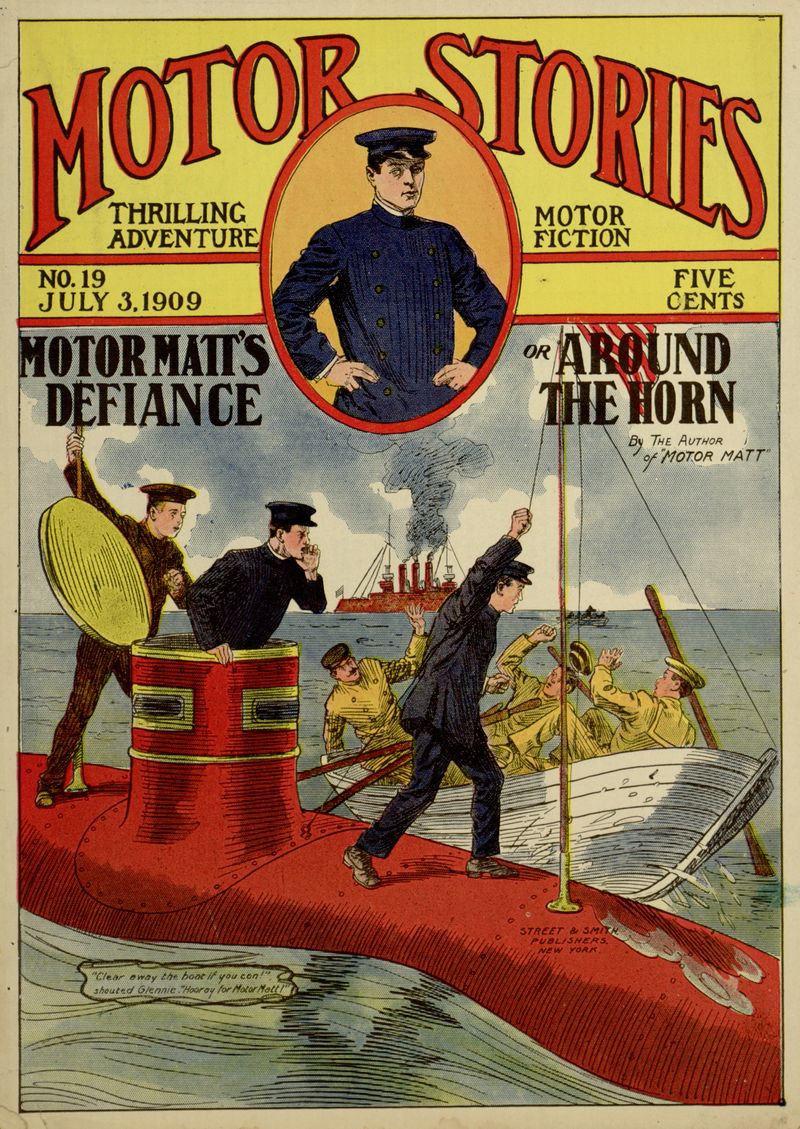 MOTOR STORIES
THRILLING
ADVENTURE
MOTOR
FICTION
NO. 19
JULY 3, 1909
FIVE
CENTS
MOTOR MATT'S
DEFIANCE
OR AROUND
THE HORN
By THE AUTHOR
of "MOTOR MATT"
STREET & SMITH,
PUBLISHERS,
NEW YORK.
"Clear away the boat if you can!"
shouted Glennie. "Hooray for Motor Matt!"